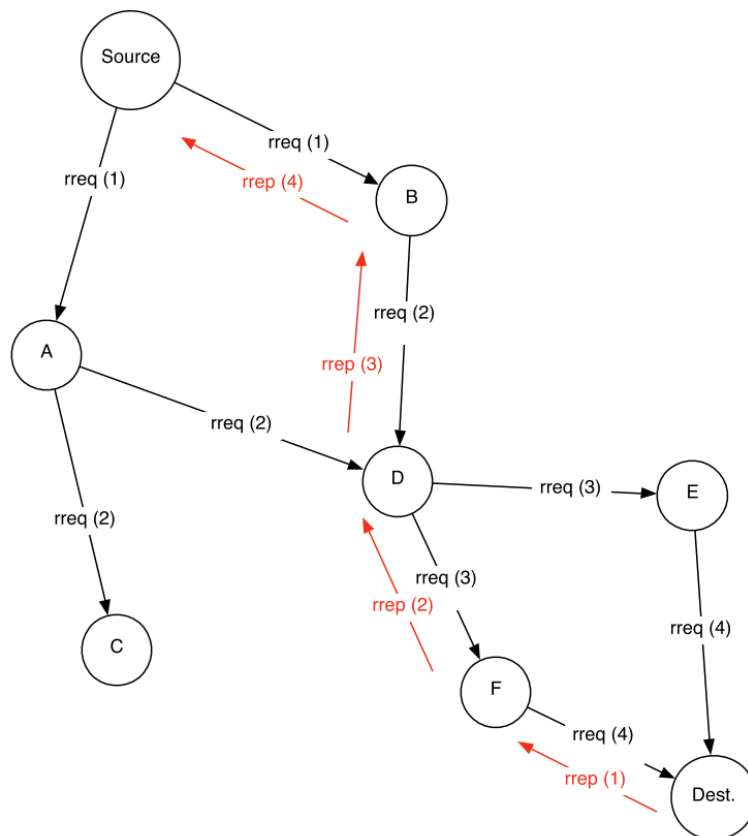 Source
rreq (1)
rreq (1)
rrep (4)
B
rreq (2)
A
rrep (3)
rreq (2)
D
rreq (3)
E
rreq (2)
rreq (3)
rrep (2)
C
rreq (4)
F
rreq (4)
rrep (1)
Dest.